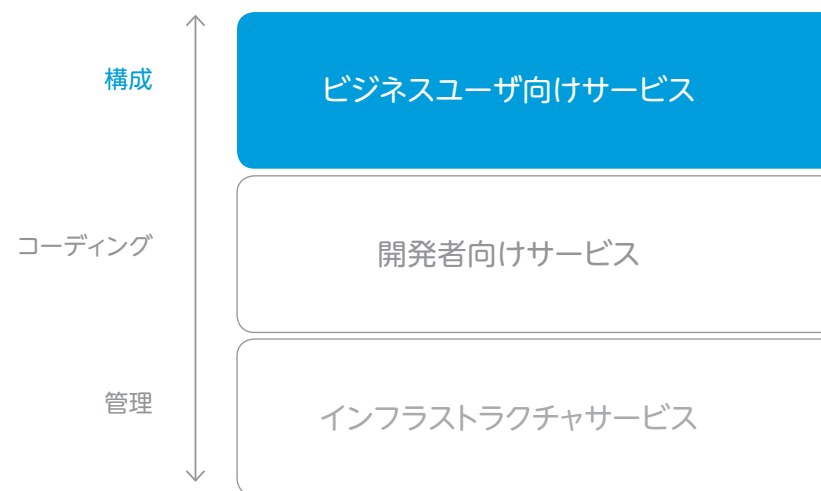 構成
ビジネスユーザ向けサービス
コーディング
開発者向けサービス
管理
インフラストラクチャサービス